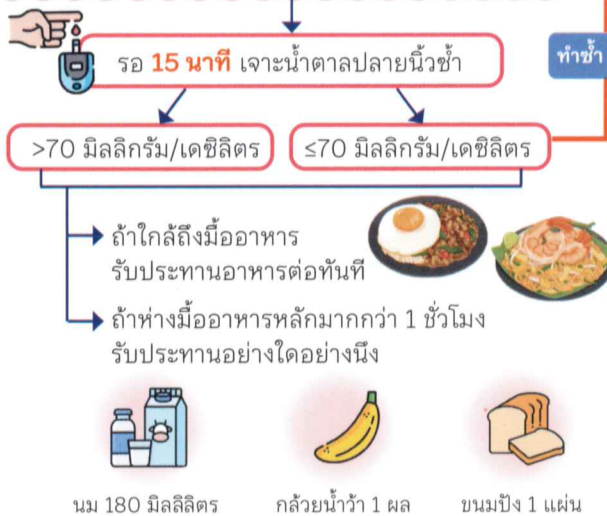 รอ 15 นาที เจาะน้ำตาลปลายนิ้วซ้ำ
ทำซ้ำ
>70 มิลลิกรัม/เดซิลิตร
≤70 มิลลิกรัม/เดซิลิตร
ถ้าใกล้ถึงมื้ออาหาร
รับประทานอาหารต่อทันที
ถ้าห่างมื้ออาหารหลักมากกว่า 1 ชั่วโมง
รับประทานอย่างใดอย่างนึง
นม 180 มิลลิลิตร
กล้วยน้ำว้า 1 ผล
ขนมปัง 1 แผ่น